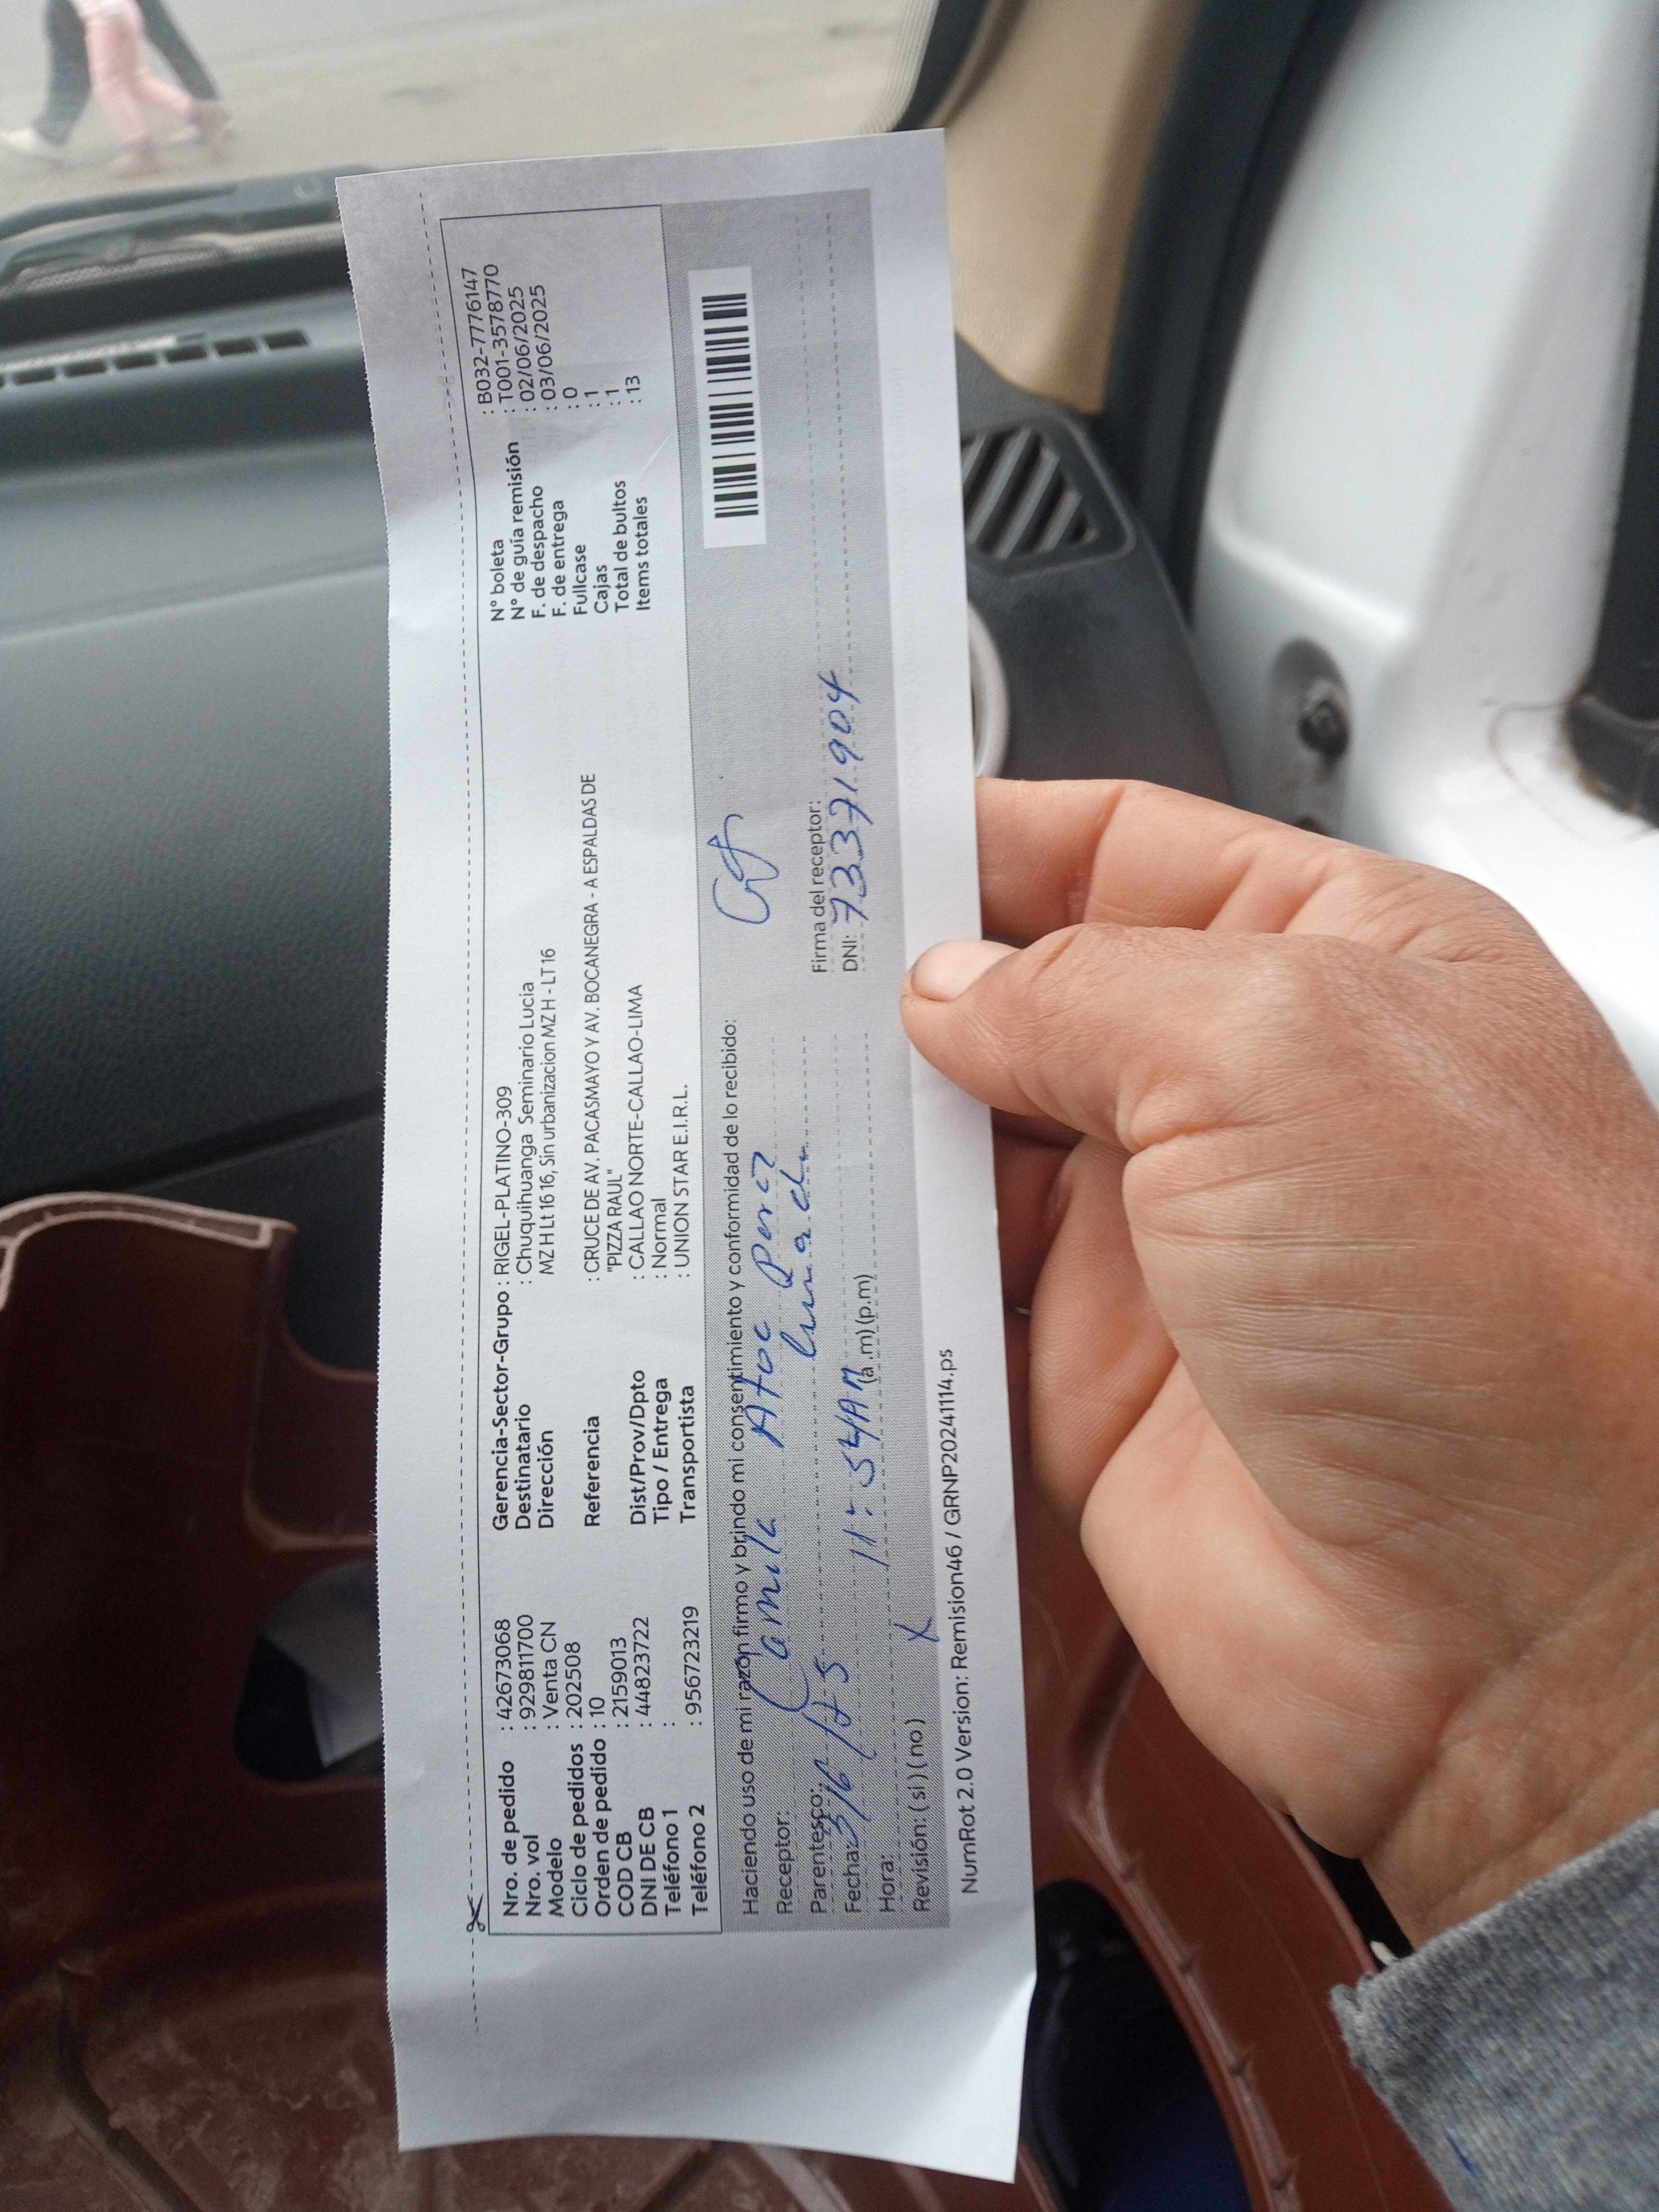 Nro. de pedido : 42673068
Nro. vol : 929811700
Modelo : Venta CN
Ciclo de pedidos : 202508
Orden de pedido : 10
COD CB : 2159013
DNI DE CB : 44823722
Teléfono 1 :
Teléfono 2 : 956723219
Gerencia-Sector-Grupo : RIGEL-PLATINO-309
Destinatario : Chuquihuanga Seminario Lucia
Dirección MZ H Lt 16 16, Sin urbanizacion MZ H - LT 16
Referencia : CRUCE DE AV. PACASMAYO Y AV. BOCANEGRA - A ESPALDAS DE
"PIZZA RAUL"
Dist/Prov/Dpto : CALLAO NORTE-CALLAO-LIMA
Tipo / Entrega : Normal
Transportista : UNION STAR E.I.R.L.
N° boleta : B032-7776147
N° de guía remisión : T001-3578770
F. de despacho : 02/06/2025
F. de entrega : 03/06/2025
Fullcase : 0
Cajas : 1
Total de bultos : 1
Items totales : 13
Haciendo uso de mi razón firmo y brindo mi consentimiento y conformidad de lo recibido:
Receptor: Camila Atoc Perez
Parentesco:
Fecha: 3/6/25
Hora: 11:54AM (a.m) (p.m)
Revisión: ( si ) ( no ) X
Firma del receptor:
DNI: 73371904
NumRot 2.0 Version: Remision46 / GRNP20241114.ps